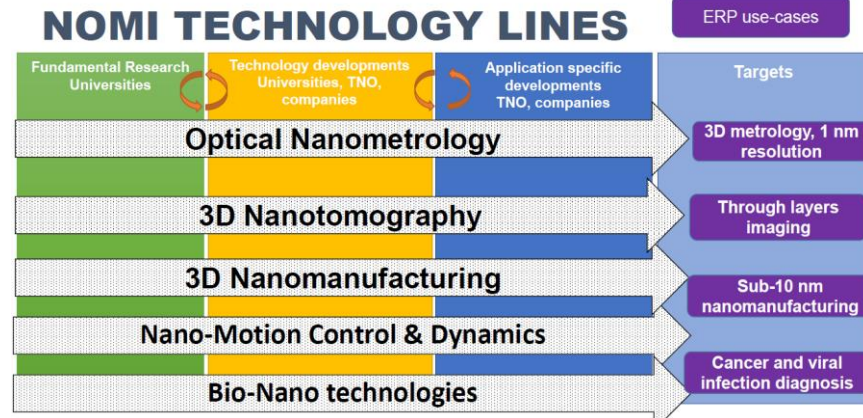 NOMI TECHNOLOGY LINES
ERP use-cases
Fundamental Research
Universities
Technology developments
Universities, TNO,
companies
Application specific
developments
TNO, companies
Targets
Optical Nanometrology
3D metrology, 1 nm
resolution
3D Nanotomography
Through layers
imaging
3D Nanomanufacturing
Sub-10 nm
nanomanufacturing
Nano-Motion Control & Dynamics
Bio-Nano technologies
Cancer and viral
infection diagnosis